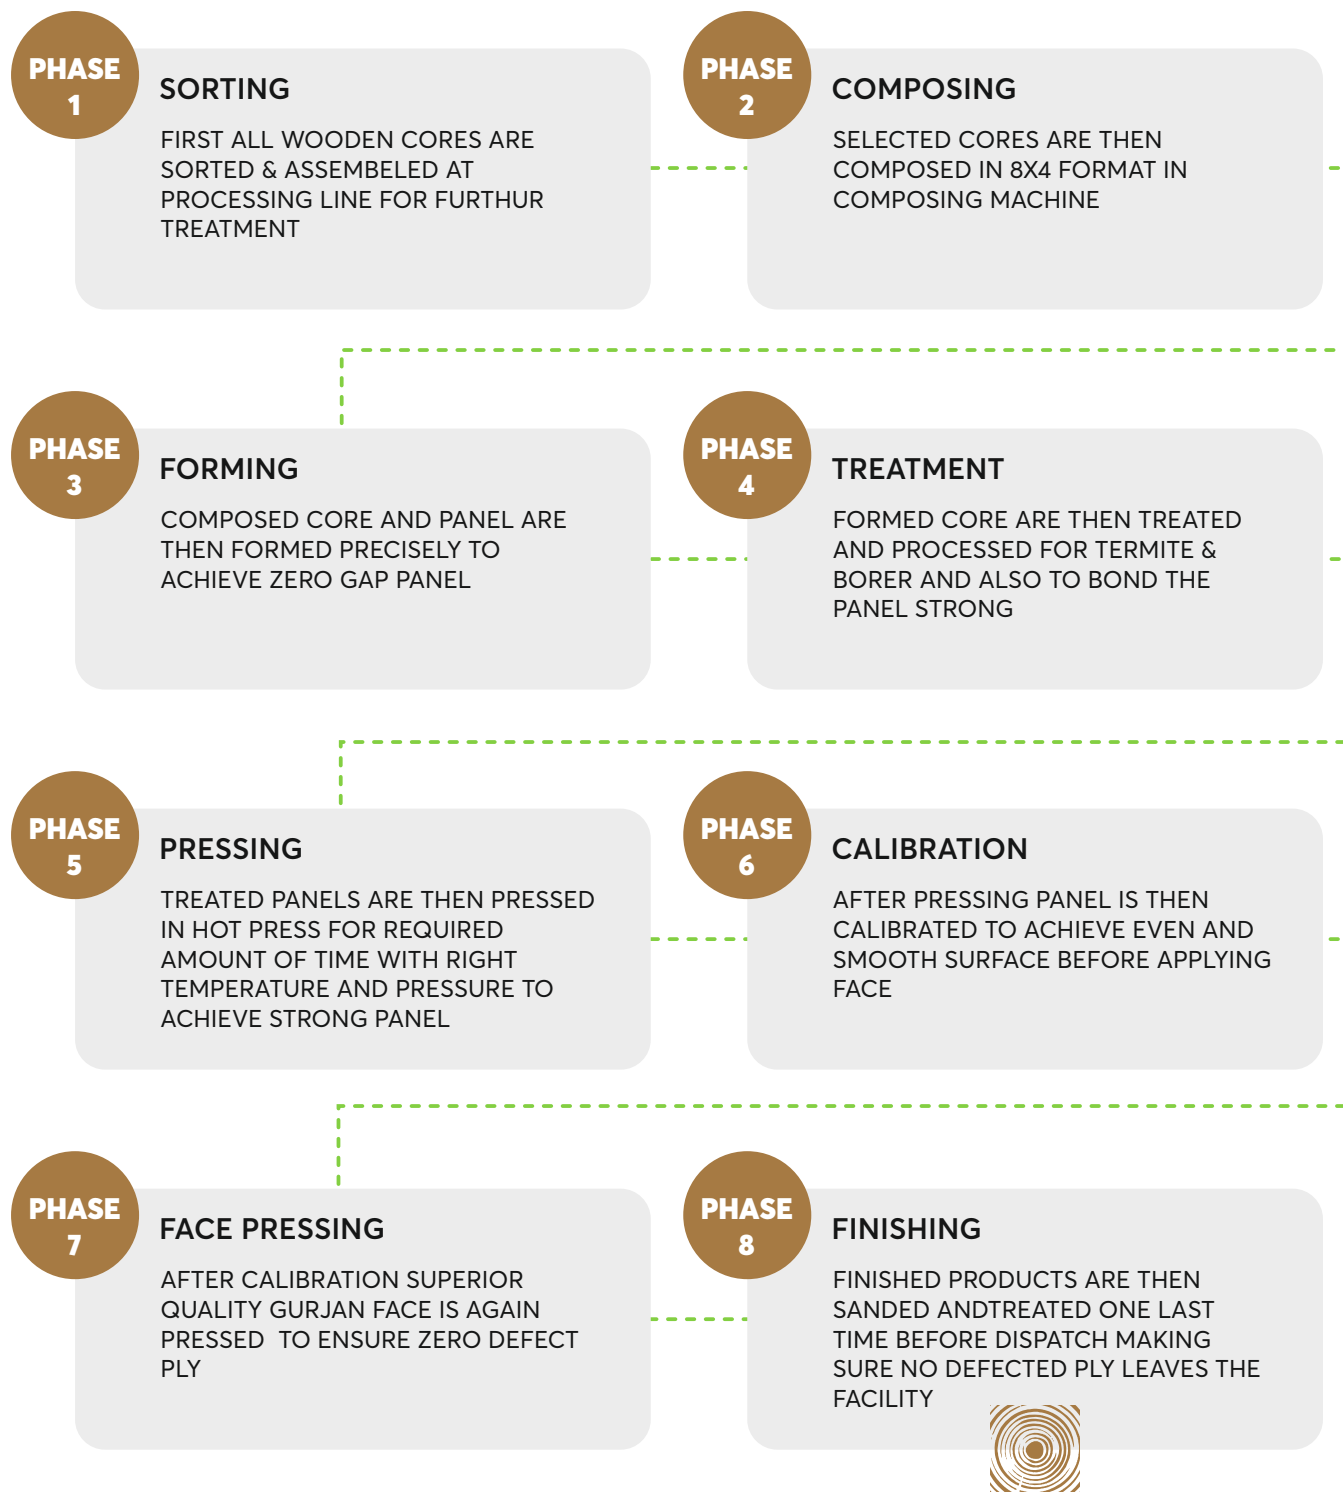 PHASE
1
SORTING
FIRST ALL WOODEN CORES ARE
SORTED & ASSEMBELED AT
PROCESSING LINE FOR FURTHUR
TREATMENT
PHASE
2
COMPOSING
SELECTED CORES ARE THEN
COMPOSED IN 8X4 FORMAT IN
COMPOSING MACHINE
PHASE
3
FORMING
COMPOSED CORE AND PANEL ARE
THEN FORMED PRECISELY TO
ACHIEVE ZERO GAP PANEL
PHASE
4
TREATMENT
FORMED CORE ARE THEN TREATED
AND PROCESSED FOR TERMITE &
BORER AND ALSO TO BOND THE
PANEL STRONG
PHASE
5
PRESSING
TREATED PANELS ARE THEN PRESSED
IN HOT PRESS FOR REQUIRED
AMOUNT OF TIME WITH RIGHT
TEMPERATURE AND PRESSURE TO
ACHIEVE STRONG PANEL
PHASE
6
CALIBRATION
AFTER PRESSING PANEL IS THEN
CALIBRATED TO ACHIEVE EVEN AND
SMOOTH SURFACE BEFORE APPLYING
FACE
PHASE
7
FACE PRESSING
AFTER CALIBRATION SUPERIOR
QUALITY GURJAN FACE IS AGAIN
PRESSED  TO ENSURE ZERO DEFECT
PLY
PHASE
8
FINISHING
FINISHED PRODUCTS ARE THEN
SANDED ANDTREATED ONE LAST
TIME BEFORE DISPATCH MAKING
SURE NO DEFECTED PLY LEAVES THE
FACILITY